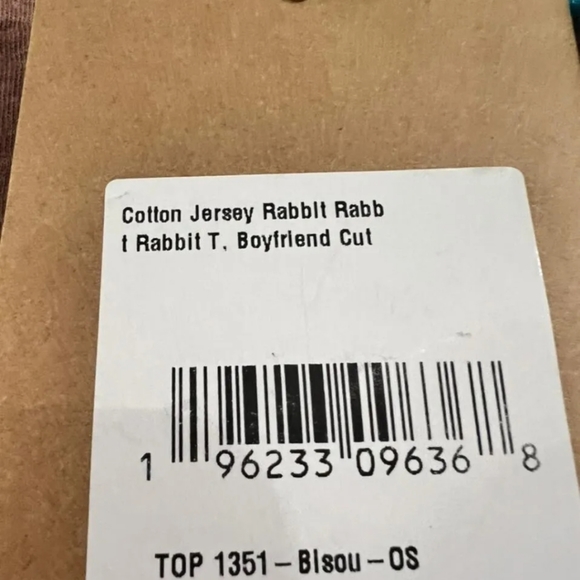 Cotton Jersey Rabbit Rabb
t Rabbit T, Boyfriend Cut
1 96233 09636 8
TOP 1351-Bisou-OS